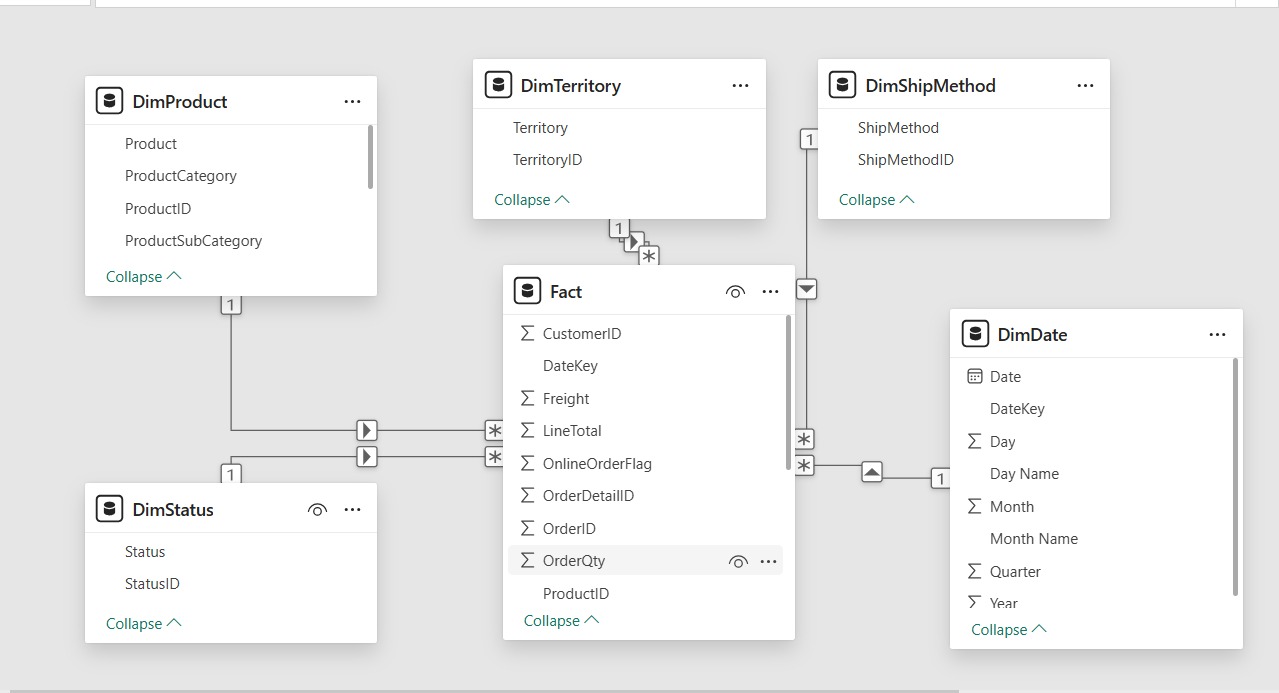 DimProduct
Product
ProductCategory
ProductID
ProductSubCategory
Collapse
1
DimTerritory
Territory
TerritoryID
Collapse
1
*
DimShipMethod
ShipMethod
ShipMethodID
Collapse
1
*
Fact
CustomerID
DateKey
Freight
LineTotal
OnlineOrderFlag
OrderDetailID
OrderID
OrderQty
ProductID
Collapse
*
*
*
DimStatus
Status
StatusID
Collapse
1
DimDate
Date
DateKey
Day
Day Name
Month
Month Name
Quarter
Year
Collapse
1